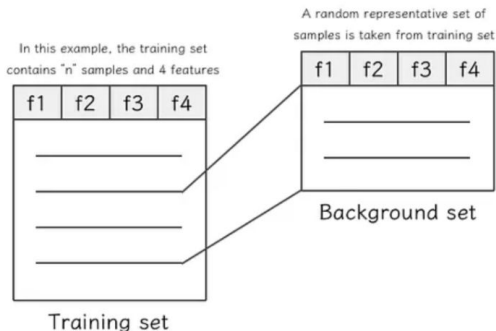 In this example, the training set
contains "n" samples and 4 features
f1 f2 f3 f4
Training set
A random representative set of
samples is taken from training set
f1 f2 f3 f4
Background set